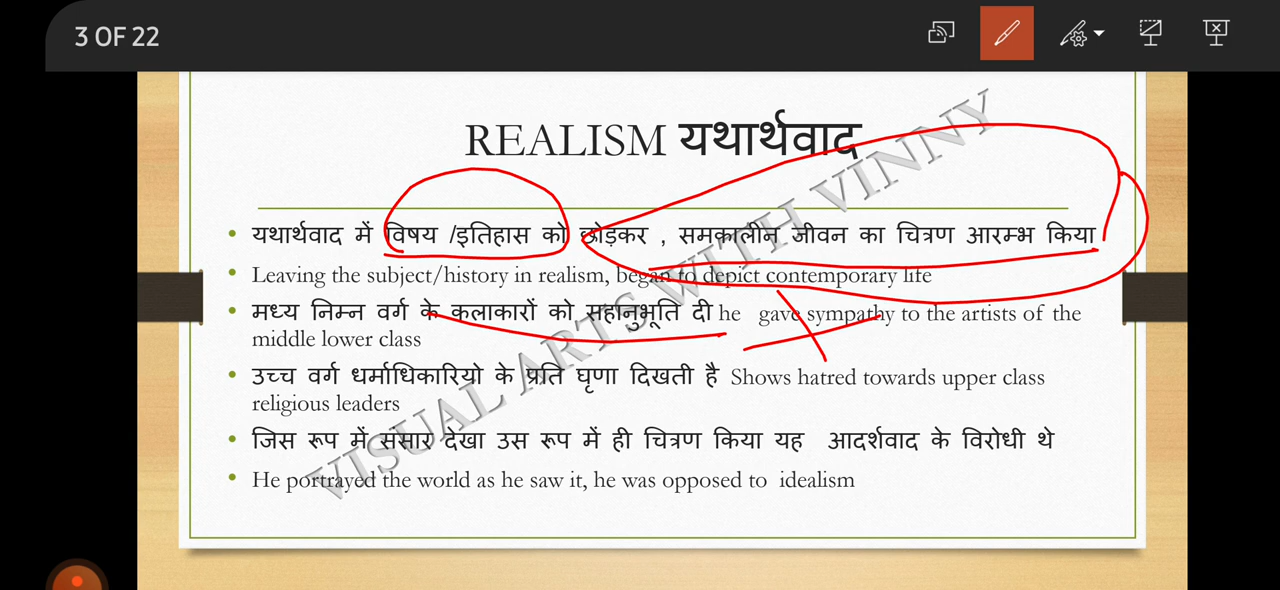 3 OF 22
REALISM यथार्थवाद
यथार्थवाद में विषय /इतिहास को छोड़कर , समकालीन जीवन का चित्रण आरम्भ किया
Leaving the subject/history in realism, began to depict contemporary life
मध्य निम्न वर्ग के कलाकारों को सहानुभूति दी he gave sympathy to the artists of the
middle lower class
उच्च वर्ग धर्माधिकारियो के प्रति घृणा दिखती है Shows hatred towards upper class
religious leaders
जिस रूप में संसार देखा उस रूप में ही चित्रण किया यह आदर्शवाद के विरोधी थे
He portrayed the world as he saw it, he was opposed to idealism
VISUAL ARTS WITH VINNY